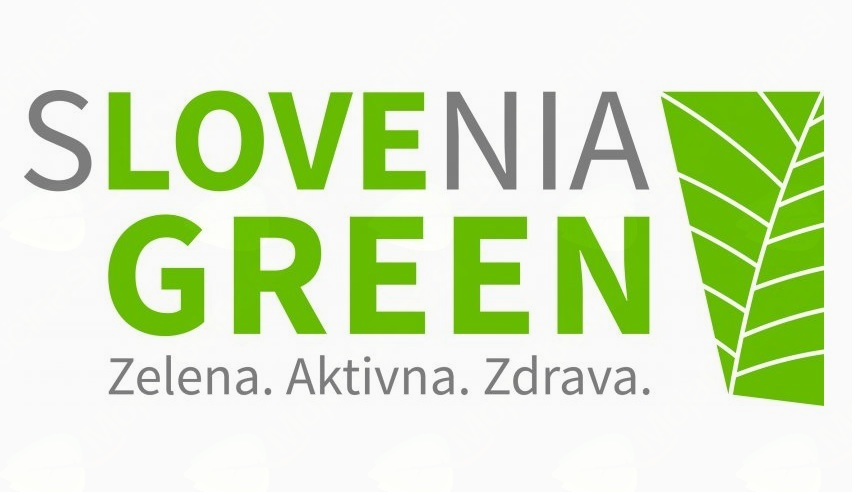 SLOVENIA
GREEN
Zelena. Aktivna. Zdrava.